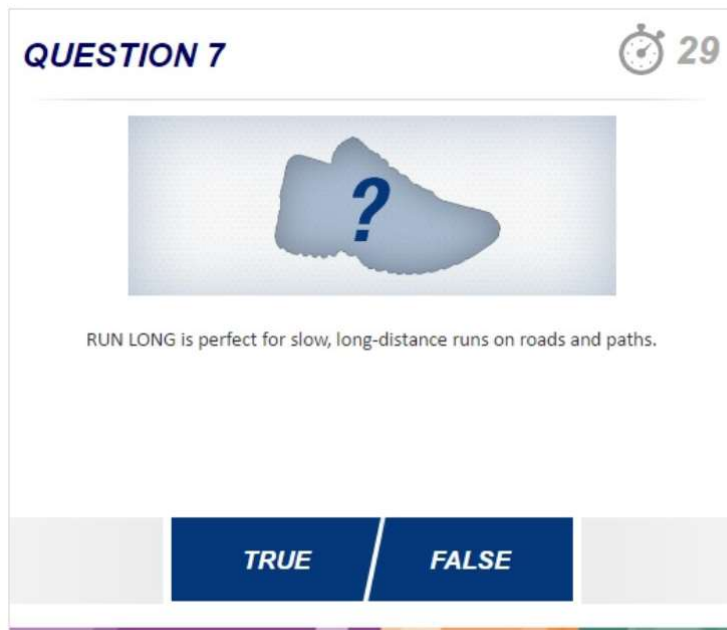 QUESTION 7
29
?
RUN LONG is perfect for slow, long-distance runs on roads and paths.
TRUE
FALSE